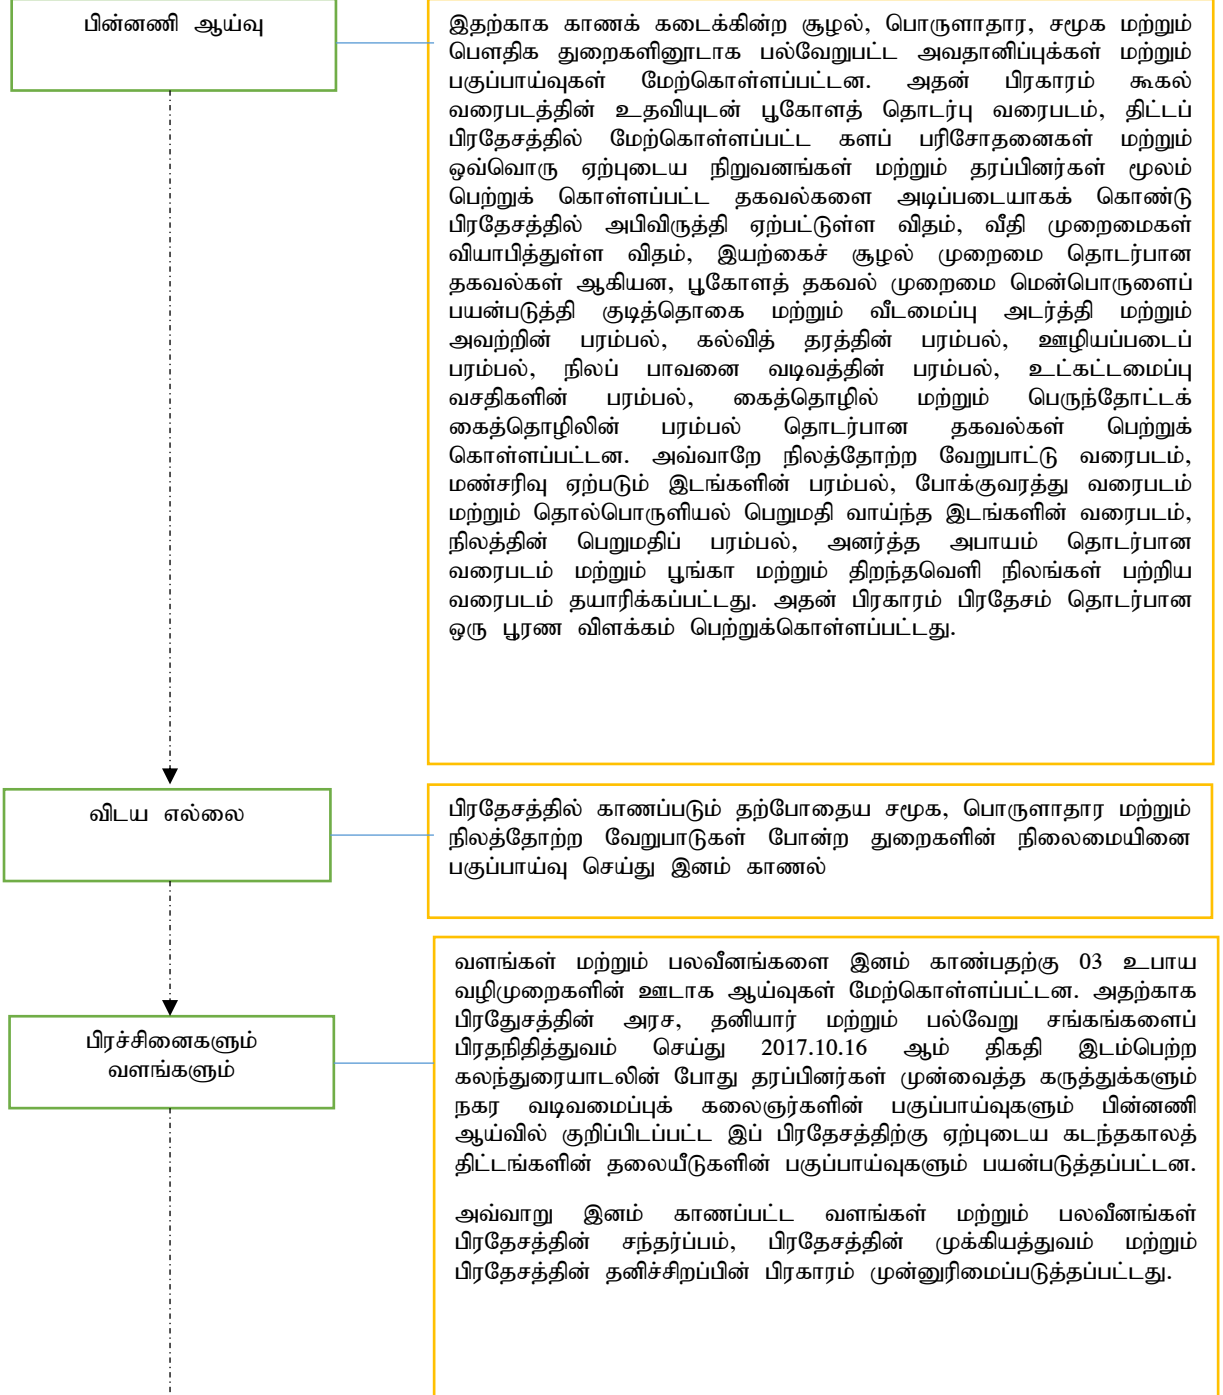 பின்னணி ஆய்வு
இதற்காக காணக் கடைக்கின்ற சூழல், பொருளாதார, சமூக மற்றும்
பௌதிக துறைகளினூடாக பல்வேறுபட்ட அவதானிப்புக்கள் மற்றும்
பகுப்பாய்வுகள் மேற்கொள்ளப்பட்டன. அதன் பிரகாரம் கூகல்
வரைபடத்தின் உதவியுடன் பூகோளத் தொடர்பு வரைபடம், திட்டப்
பிரதேசத்தில் மேற்கொள்ளப்பட்ட களப் பரிசோதனைகள் மற்றும்
ஒவ்வொரு ஏற்புடைய நிறுவனங்கள் மற்றும் தரப்பினர்கள் மூலம்
பெற்றுக் கொள்ளப்பட்ட தகவல்களை அடிப்படையாகக் கொண்டு
பிரதேசத்தில் அபிவிருத்தி ஏற்பட்டுள்ள விதம், வீதி முறைமைகள்
வியாபித்துள்ள விதம், இயற்கைச் சூழல் முறைமை தொடர்பான
தகவல்கள் ஆகியன, பூகோளத் தகவல் முறைமை மென்பொருளைப்
பயன்படுத்தி குடித்தொகை மற்றும் வீடமைப்பு அடர்த்தி மற்றும்
அவற்றின் பரம்பல், கல்வித் தரத்தின் பரம்பல், ஊழியப்படைப்
பரம்பல், நிலப் பாவனை வடிவத்தின் பரம்பல், உட்கட்டமைப்பு
வசதிகளின் பரம்பல், கைத்தொழில் மற்றும் பெருந்தோட்டக்
கைத்தொழிலின் பரம்பல் தொடர்பான தகவல்கள் பெற்றுக்
கொள்ளப்பட்டன. அவ்வாறே நிலத்தோற்ற வேறுபாட்டு வரைபடம்,
மண்சரிவு ஏற்படும் இடங்களின் பரம்பல், போக்குவரத்து வரைபடம்
மற்றும் தொல்பொருளியல் பெறுமதி வாய்ந்த இடங்களின் வரைபடம்,
நிலத்தின் பெறுமதிப் பரம்பல், அனர்த்த அபாயம் தொடர்பான
வரைபடம் மற்றும் பூங்கா மற்றும் திறந்தவெளி நிலங்கள் பற்றிய
வரைபடம் தயாரிக்கப்பட்டது. அதன் பிரகாரம் பிரதேசம் தொடர்பான
ஒரு பூரண விளக்கம் பெற்றுக்கொள்ளப்பட்டது.
விடய எல்லை
பிரதேசத்தில் காணப்படும் தற்போதைய சமூக, பொருளாதார மற்றும்
நிலத்தோற்ற வேறுபாடுகள் போன்ற துறைகளின் நிலைமையினை
பகுப்பாய்வு செய்து இனம் காணல்
பிரச்சினைகளும்
வளங்களும்
வளங்கள் மற்றும் பலவீனங்களை இனம் காண்பதற்கு 03 உபாய
வழிமுறைகளின் ஊடாக ஆய்வுகள் மேற்கொள்ளப்பட்டன. அதற்காக
பிரதேுசத்தின் அரச, தனியார் மற்றும் பல்வேறு சங்கங்களைப்
பிரதநிதித்துவம் செய்து 2017.10.16 ஆம் திகதி இடம்பெற்ற
கலந்துரையாடலின் போது தரப்பினர்கள் முன்வைத்த கருத்துக்களும்
நகர வடிவமைப்புக் கலைஞர்களின் பகுப்பாய்வுகளும் பின்னணி
ஆய்வில் குறிப்பிடப்பட்ட இப் பிரதேசத்திற்கு ஏற்புடைய கடந்தகாலத்
திட்டங்களின் தலையீடுகளின் பகுப்பாய்வுகளும் பயன்படுத்தப்பட்டன.
அவ்வாறு இனம் காணப்பட்ட வளங்கள் மற்றும் பலவீனங்கள்
பிரதேசத்தின் சந்தர்ப்பம், பிரதேசத்தின் முக்கியத்துவம் மற்றும்
பிரதேசத்தின் தனிச்சிறப்பின் பிரகாரம் முன்னுரிமைப்படுத்தப்பட்டது.